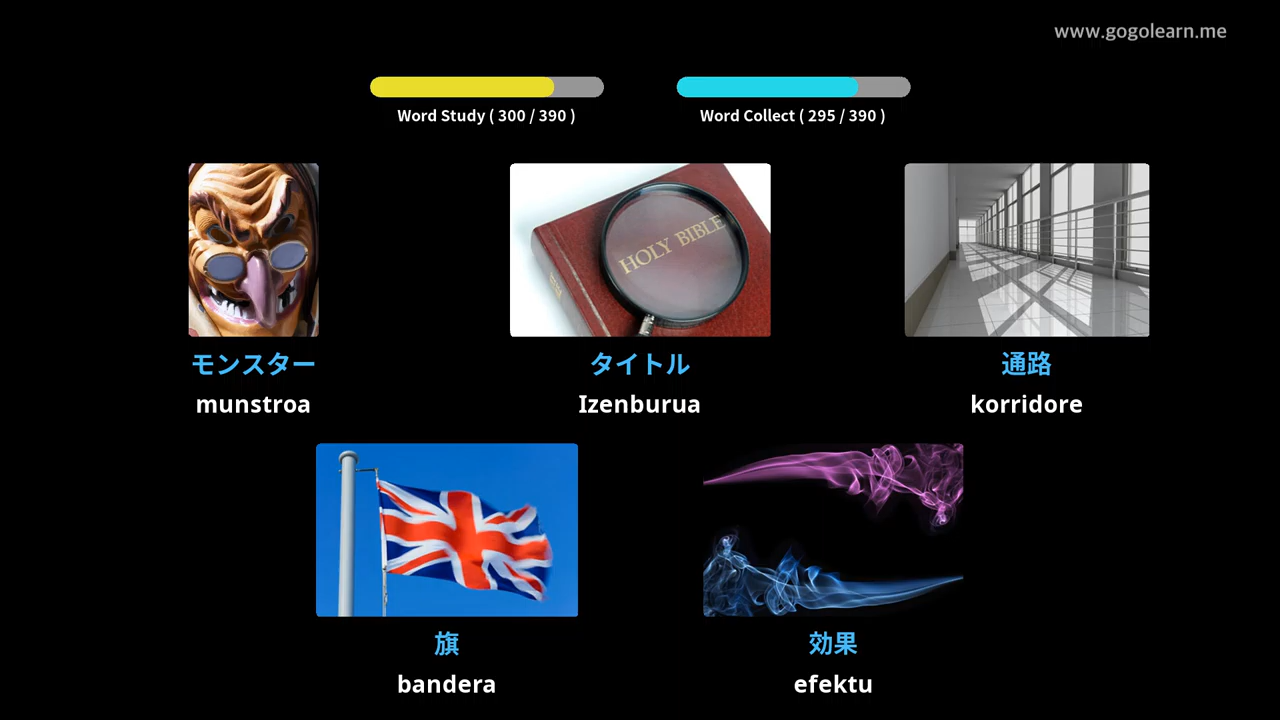 www.gogolearn.me
Word Study ( 300 / 390 )
Word Collect ( 295 / 390 )
HOLY BIBLE
モンスター
タイトル
通路
munstroa
Izenburua
korridore
旗
効果
bandera
efektu